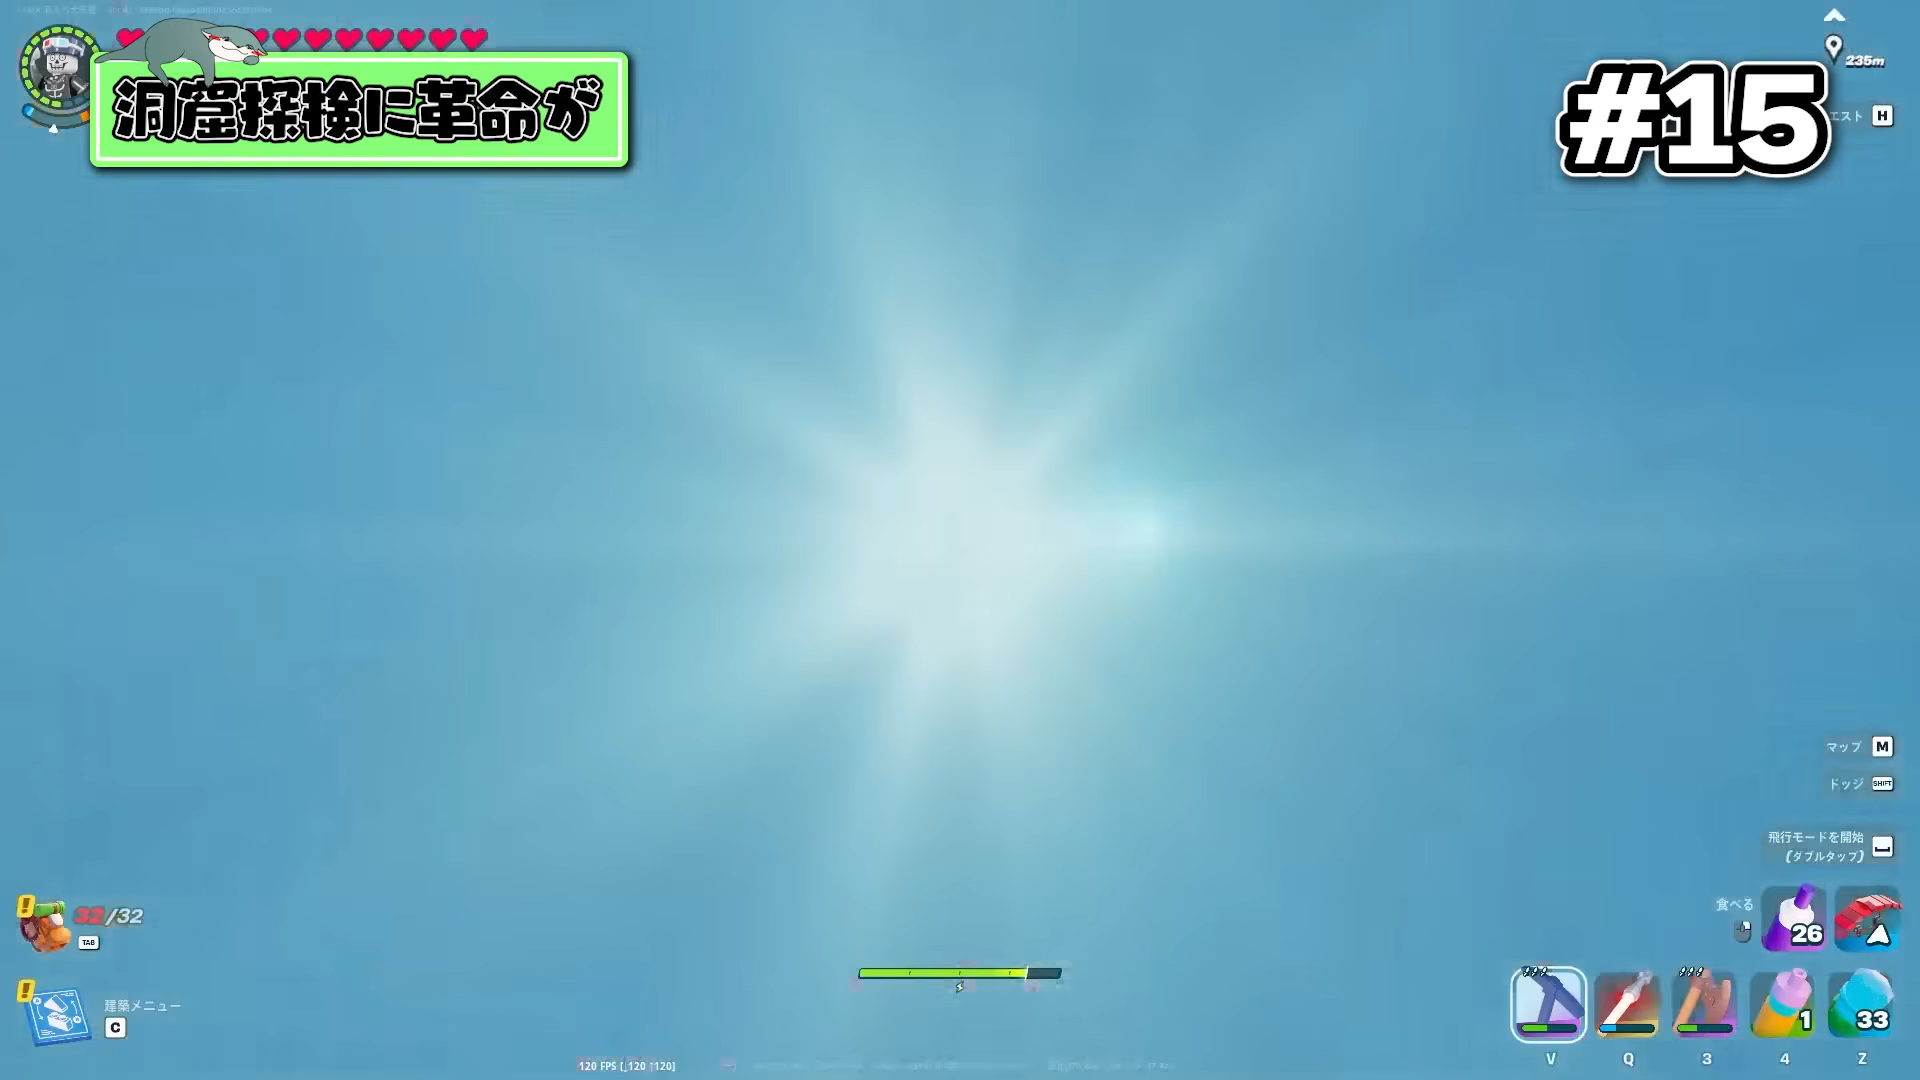 洞窟探検に革命が
#15
235m
エスト H
マップ M
ドッジ SHIFT
飛行モードを開始
(ダブルタップ)
食べる
26
32/32
TAB
建築メニュー
C
1
33
V Q 3 4 Z
120 FPS [↓120 ↑120]